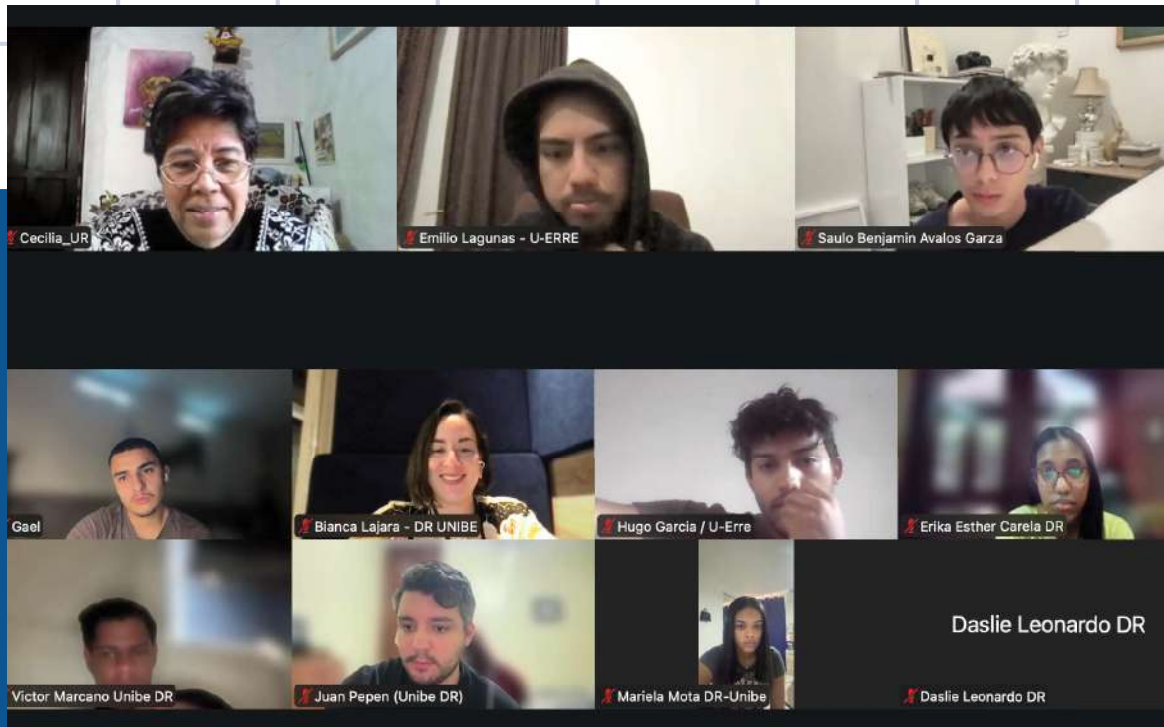 Cecilia_UR
Emilio Lagunas - U-ERRE
Saulo Benjamin Avalos Garza
Gael
Bianca Lajara - DR UNIBE
Hugo Garcia / U-Erre
Erika Esther Carela DR
Victor Marcano Unibe DR
Juan Pepen (Unibe DR)
Mariela Mota DR-Unibe
Daslie Leonardo DR
Daslie Leonardo DR